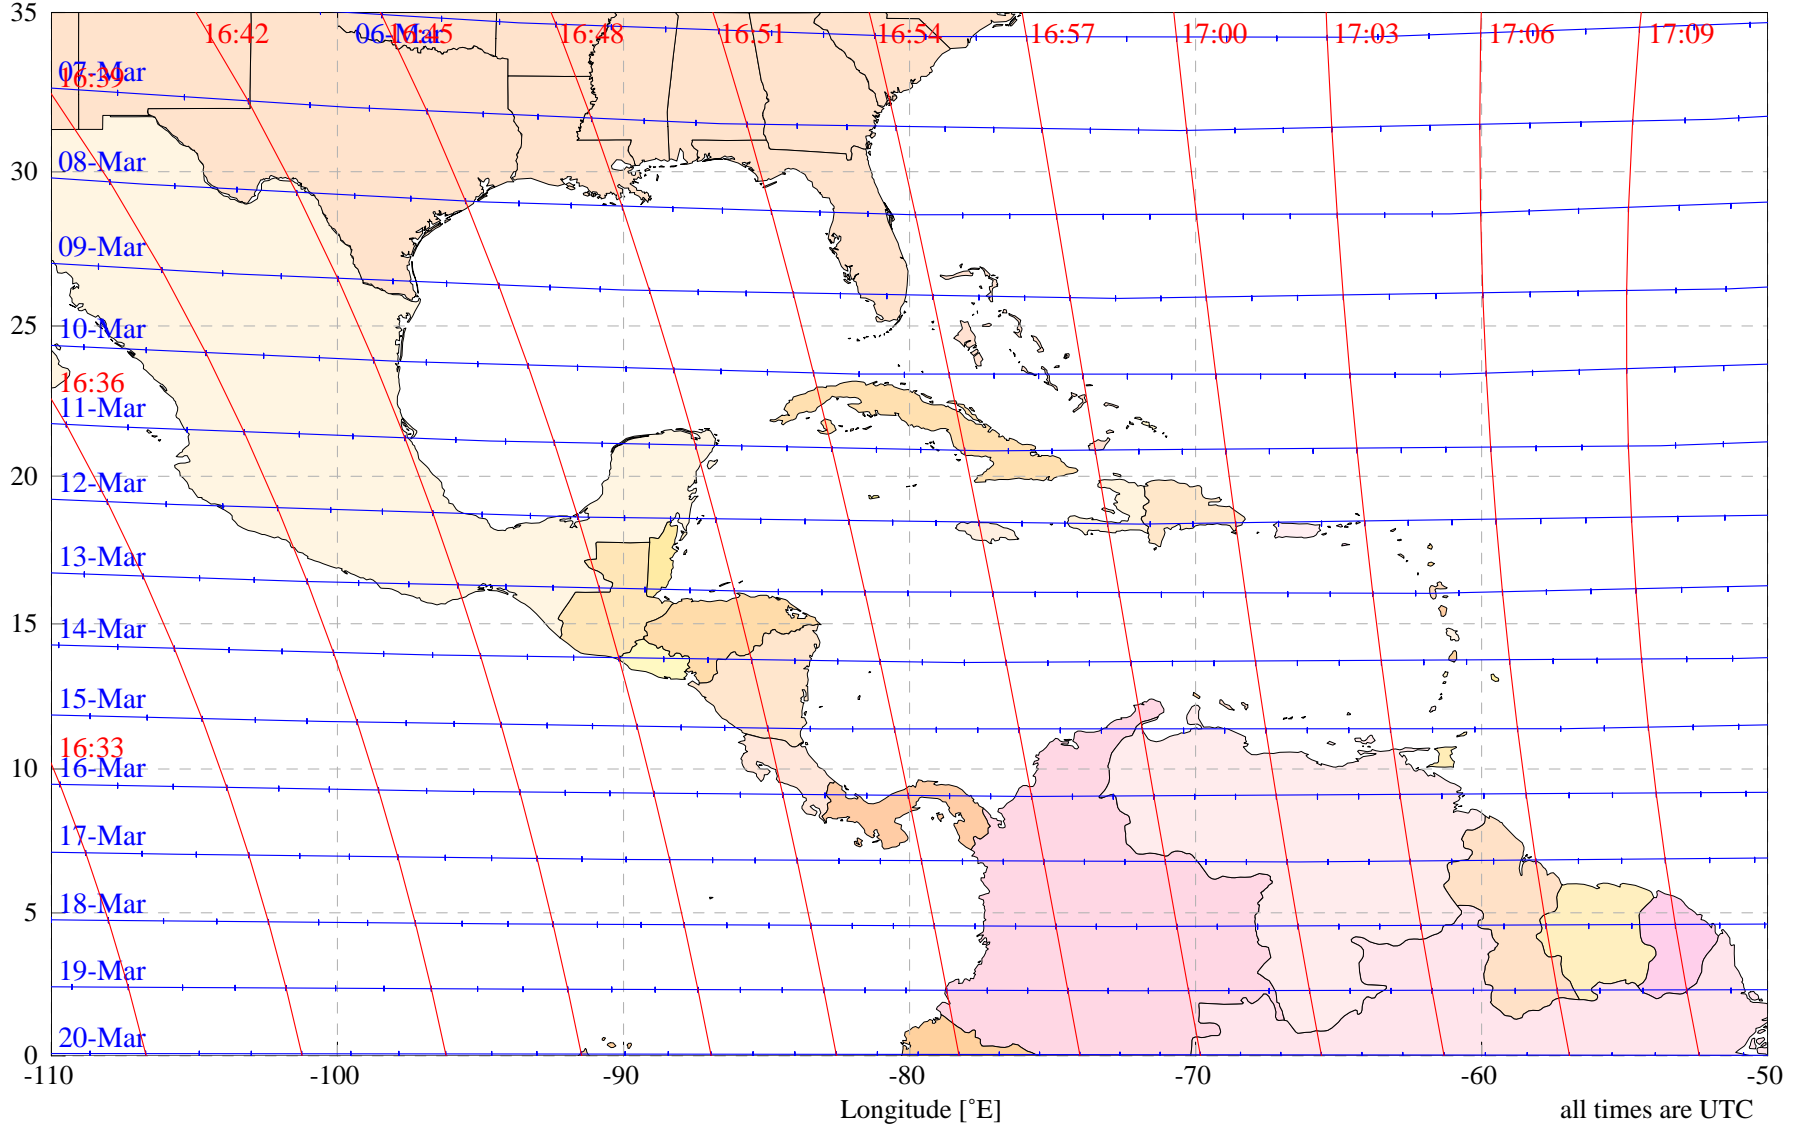 35
16:42
06-Mar
16:45
16:48
16:51
16:54
16:57
17:00
17:03
17:06
17:09
07-Mar
16:39
30
08-Mar
09-Mar
25
10-Mar
16:36
11-Mar
20
12-Mar
13-Mar
15
14-Mar
15-Mar
16:33
10
16-Mar
17-Mar
5
18-Mar
19-Mar
20-Mar
0
-110 -100 -90 -80 -70 -60 -50
Longitude [°E]
all times are UTC